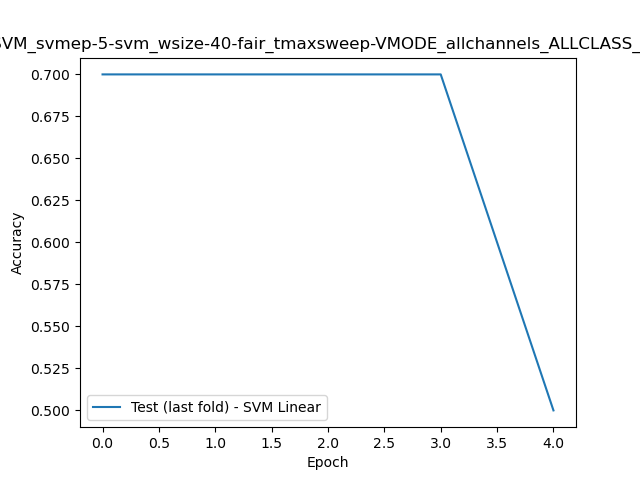 SVM_svmep-5-svm_wsize-40-fair_tmaxsweep-VMODE_allchannels_ALLCLASS_
0.700
0.675
0.650
0.625
0.600
0.575
0.550
0.525
0.500
Accuracy
Test (last fold) - SVM Linear
0.0 0.5 1.0 1.5 2.0 2.5 3.0 3.5 4.0
Epoch